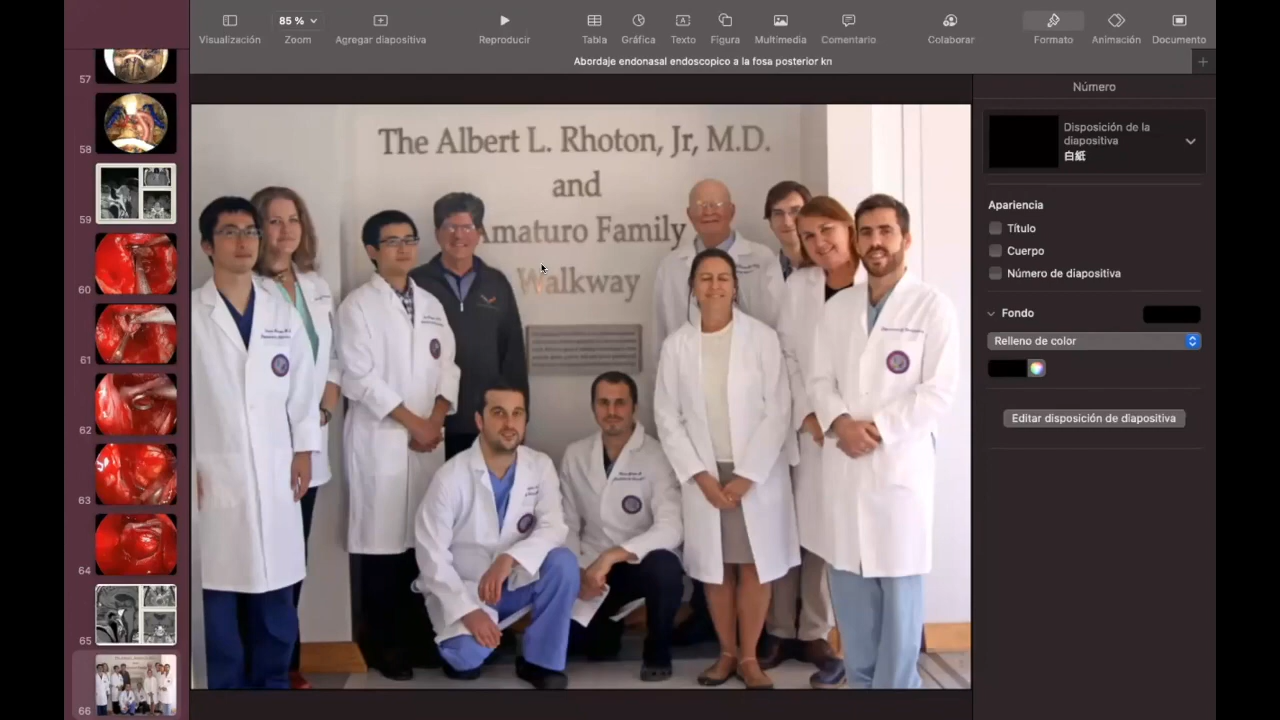 85 %
Visualización
Zoom
Agregar diapositiva
Reproducir
Tabla
Gráfica
Texto
Figura
Multimedia
Comentario
Colaborar
Formato
Animación
Documento
Abordaje endonasal endoscopico a la fosa posterior kn
57
58
59
60
61
62
63
64
65
66
The Albert L. Rhoton, Jr, M.D.
and
Amaturo Family
Walkway
Número
Disposición de la
diapositiva
白紙
Apariencia
Título
Cuerpo
Número de diapositiva
Fondo
Relleno de color
Editar disposición de diapositiva